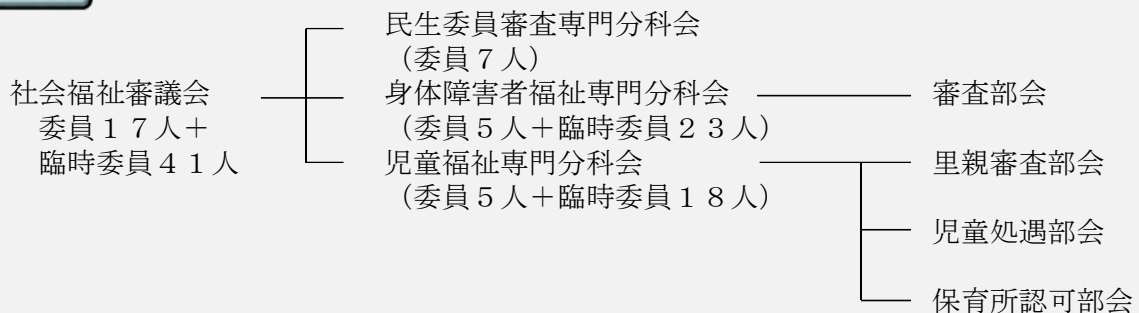 社会福祉審議会
委員１７人＋
臨時委員４１人
民生委員審査専門分科会
（委員７人）
身体障害者福祉専門分科会
（委員５人＋臨時委員２３人）
児童福祉専門分科会
（委員５人＋臨時委員１８人）
審査部会
里親審査部会
児童処遇部会
保育所認可部会